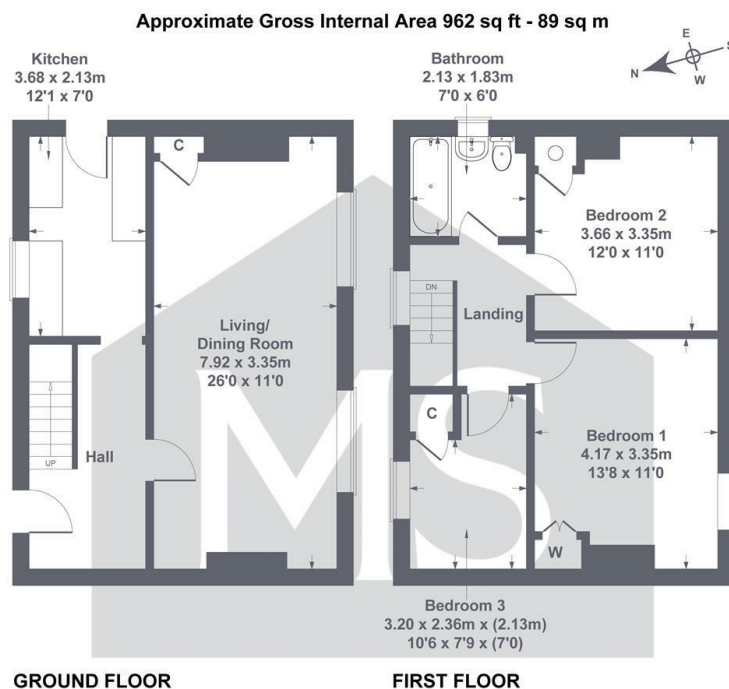 Approximate Gross Internal Area 962 sq ft - 89 sq m
Kitchen
3.68 x 2.13m
12'1 x 7'0
Bathroom
2.13 x 1.83m
7'0 x 6'0
N
E
S
W
C
Living/
Dining Room
7.92 x 3.35m
26'0 x 11'0
UP
Hall
Bedroom 2
3.66 x 3.35m
12'0 x 11'0
DN
Landing
C
Bedroom 1
4.17 x 3.35m
13'8 x 11'0
W
MS
Bedroom 3
3.20 x 2.36m x (2.13m)
10'6 x 7'9 x (7'0)
GROUND FLOOR
FIRST FLOOR